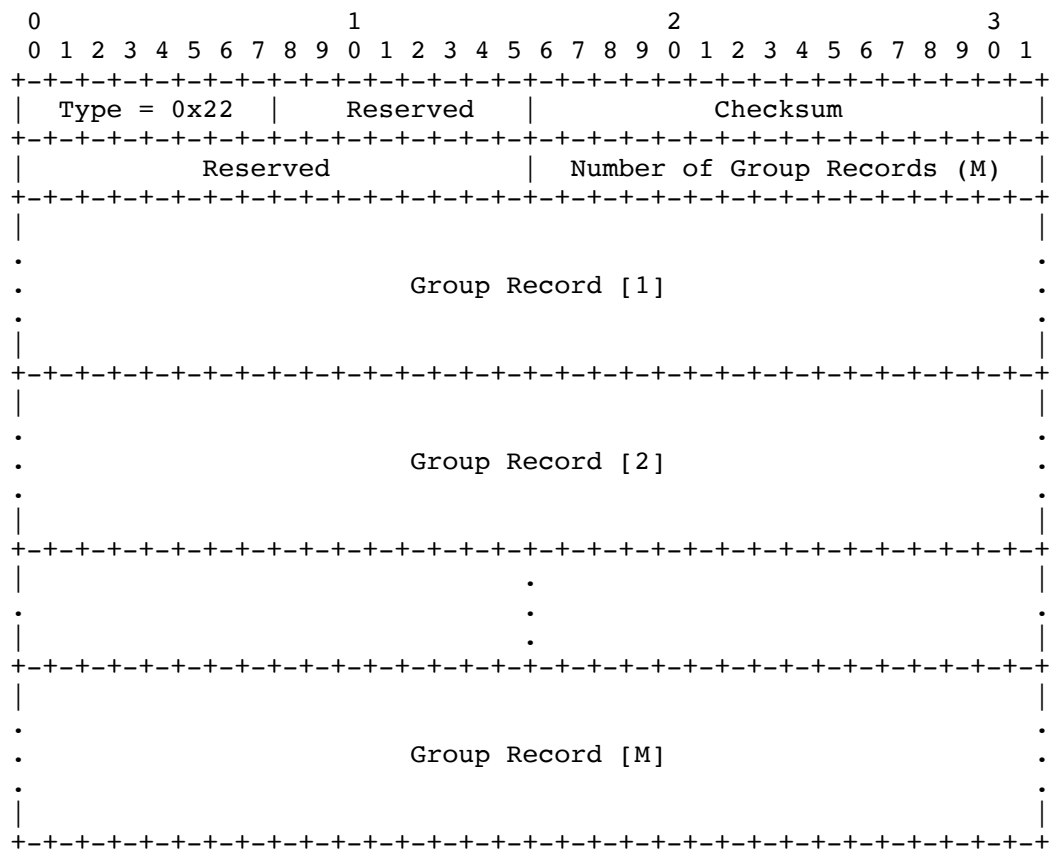 0                   1                   2                   3
0 1 2 3 4 5 6 7 8 9 0 1 2 3 4 5 6 7 8 9 0 1 2 3 4 5 6 7 8 9 0 1
+-+-+-+-+-+-+-+-+-+-+-+-+-+-+-+-+-+-+-+-+-+-+-+-+-+-+-+-+-+-+-+-+
|  Type = 0x22  |    Reserved   |           Checksum            |
+-+-+-+-+-+-+-+-+-+-+-+-+-+-+-+-+-+-+-+-+-+-+-+-+-+-+-+-+-+-+-+-+
|           Reserved            |  Number of Group Records (M)  |
+-+-+-+-+-+-+-+-+-+-+-+-+-+-+-+-+-+-+-+-+-+-+-+-+-+-+-+-+-+-+-+-+
|                                                               |
.                                                               .
.                        Group Record [1]                       .
.                                                               .
|                                                               |
+-+-+-+-+-+-+-+-+-+-+-+-+-+-+-+-+-+-+-+-+-+-+-+-+-+-+-+-+-+-+-+-+
|                                                               |
.                                                               .
.                        Group Record [2]                       .
.                                                               .
|                                                               |
+-+-+-+-+-+-+-+-+-+-+-+-+-+-+-+-+-+-+-+-+-+-+-+-+-+-+-+-+-+-+-+-+
|                               .                               |
.                               .                               .
|                               .                               |
+-+-+-+-+-+-+-+-+-+-+-+-+-+-+-+-+-+-+-+-+-+-+-+-+-+-+-+-+-+-+-+-+
|                                                               |
.                                                               .
.                        Group Record [M]                       .
.                                                               .
|                                                               |
+-+-+-+-+-+-+-+-+-+-+-+-+-+-+-+-+-+-+-+-+-+-+-+-+-+-+-+-+-+-+-+-+